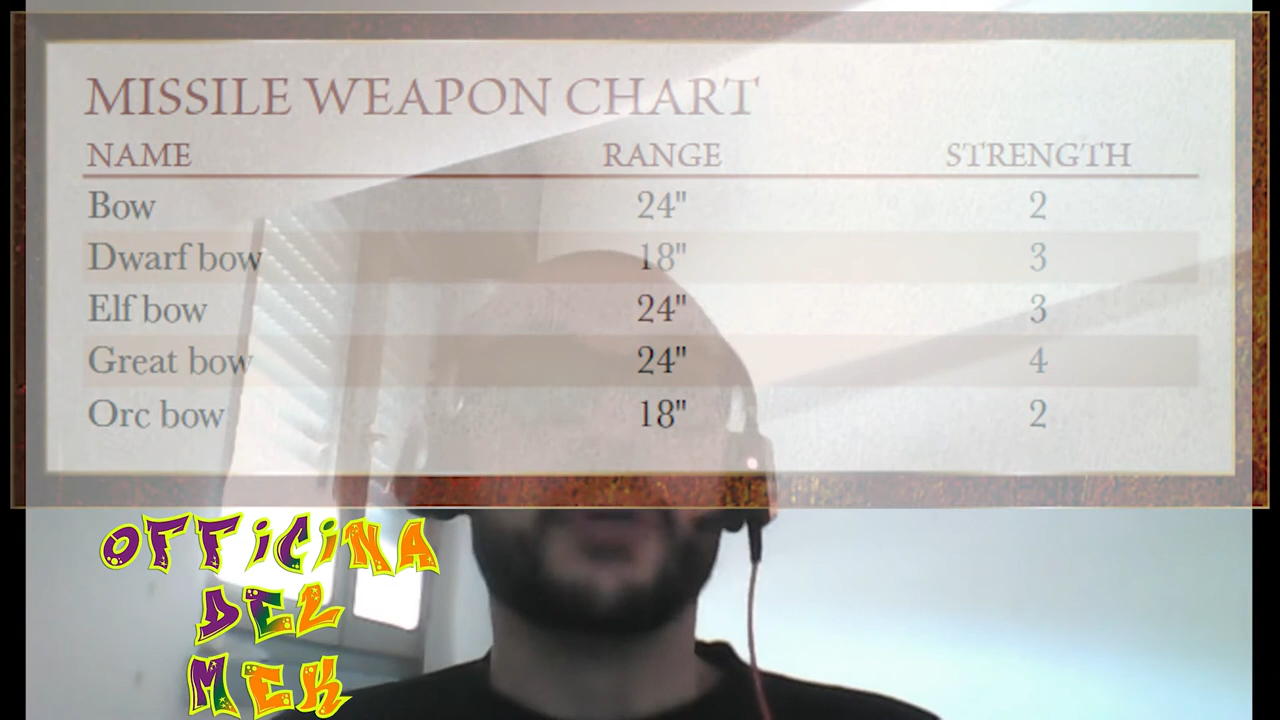 MISSILE WEAPON CHART
NAME RANGE STRENGTH
Bow 24" 2
Dwarf bow 18" 3
Elf bow 24" 3
Great bow 24" 4
Orc bow 18" 2
OFFICINA
DEL
MEK